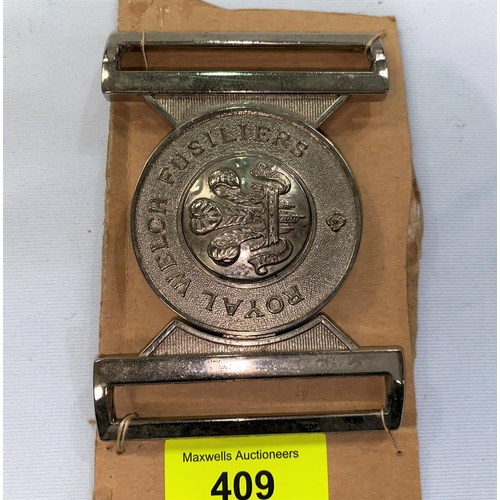 ROYAL WELCH FUSILIERS
Maxwells Auctioneers
409